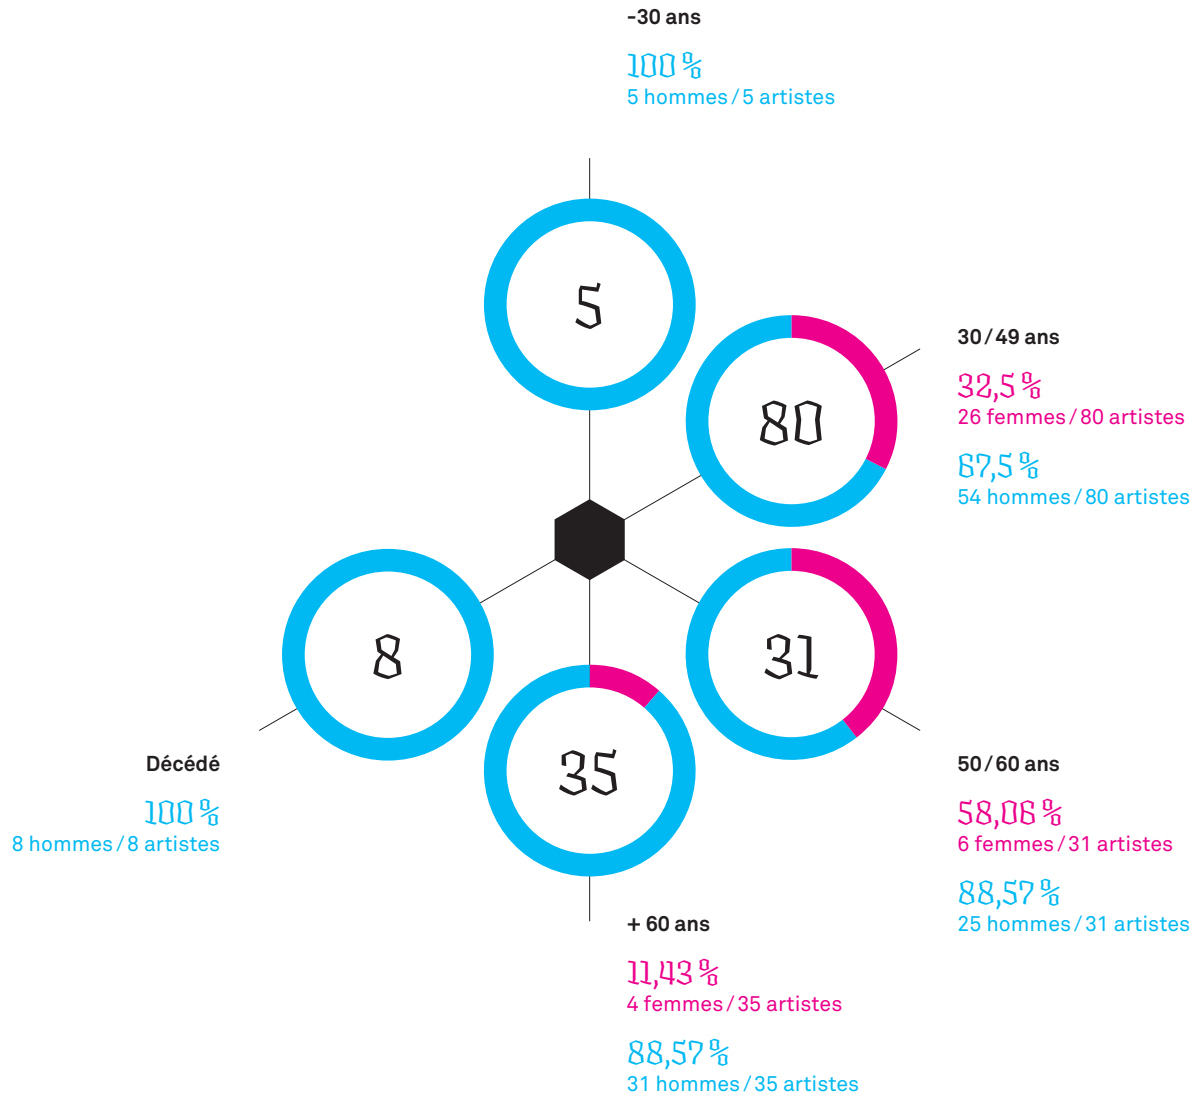 -30 ans
100 %
5 hommes / 5 artistes
5
30 / 49 ans
32,5 %
26 femmes / 80 artistes
67,5 %
54 hommes / 80 artistes
80
31
8
35
Décédé
100 %
8 hommes / 8 artistes
50 / 60 ans
58,06 %
6 femmes / 31 artistes
88,57 %
25 hommes / 31 artistes
+ 60 ans
11,43 %
4 femmes / 35 artistes
88,57 %
31 hommes / 35 artistes